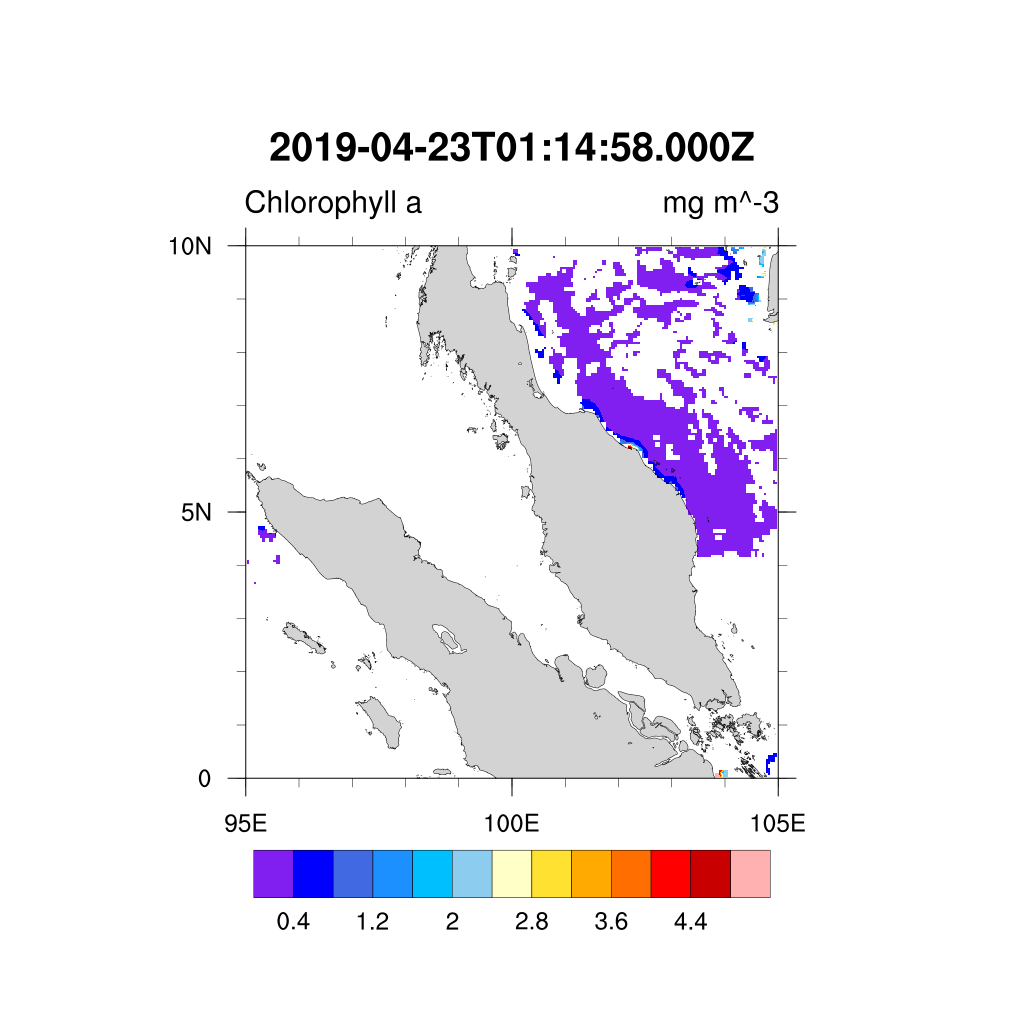 2019-04-23T01:14:58.000Z
Chlorophyll a mg m^-3
10N
5N
0
95E 100E 105E
0.4 1.2 2 2.8 3.6 4.4